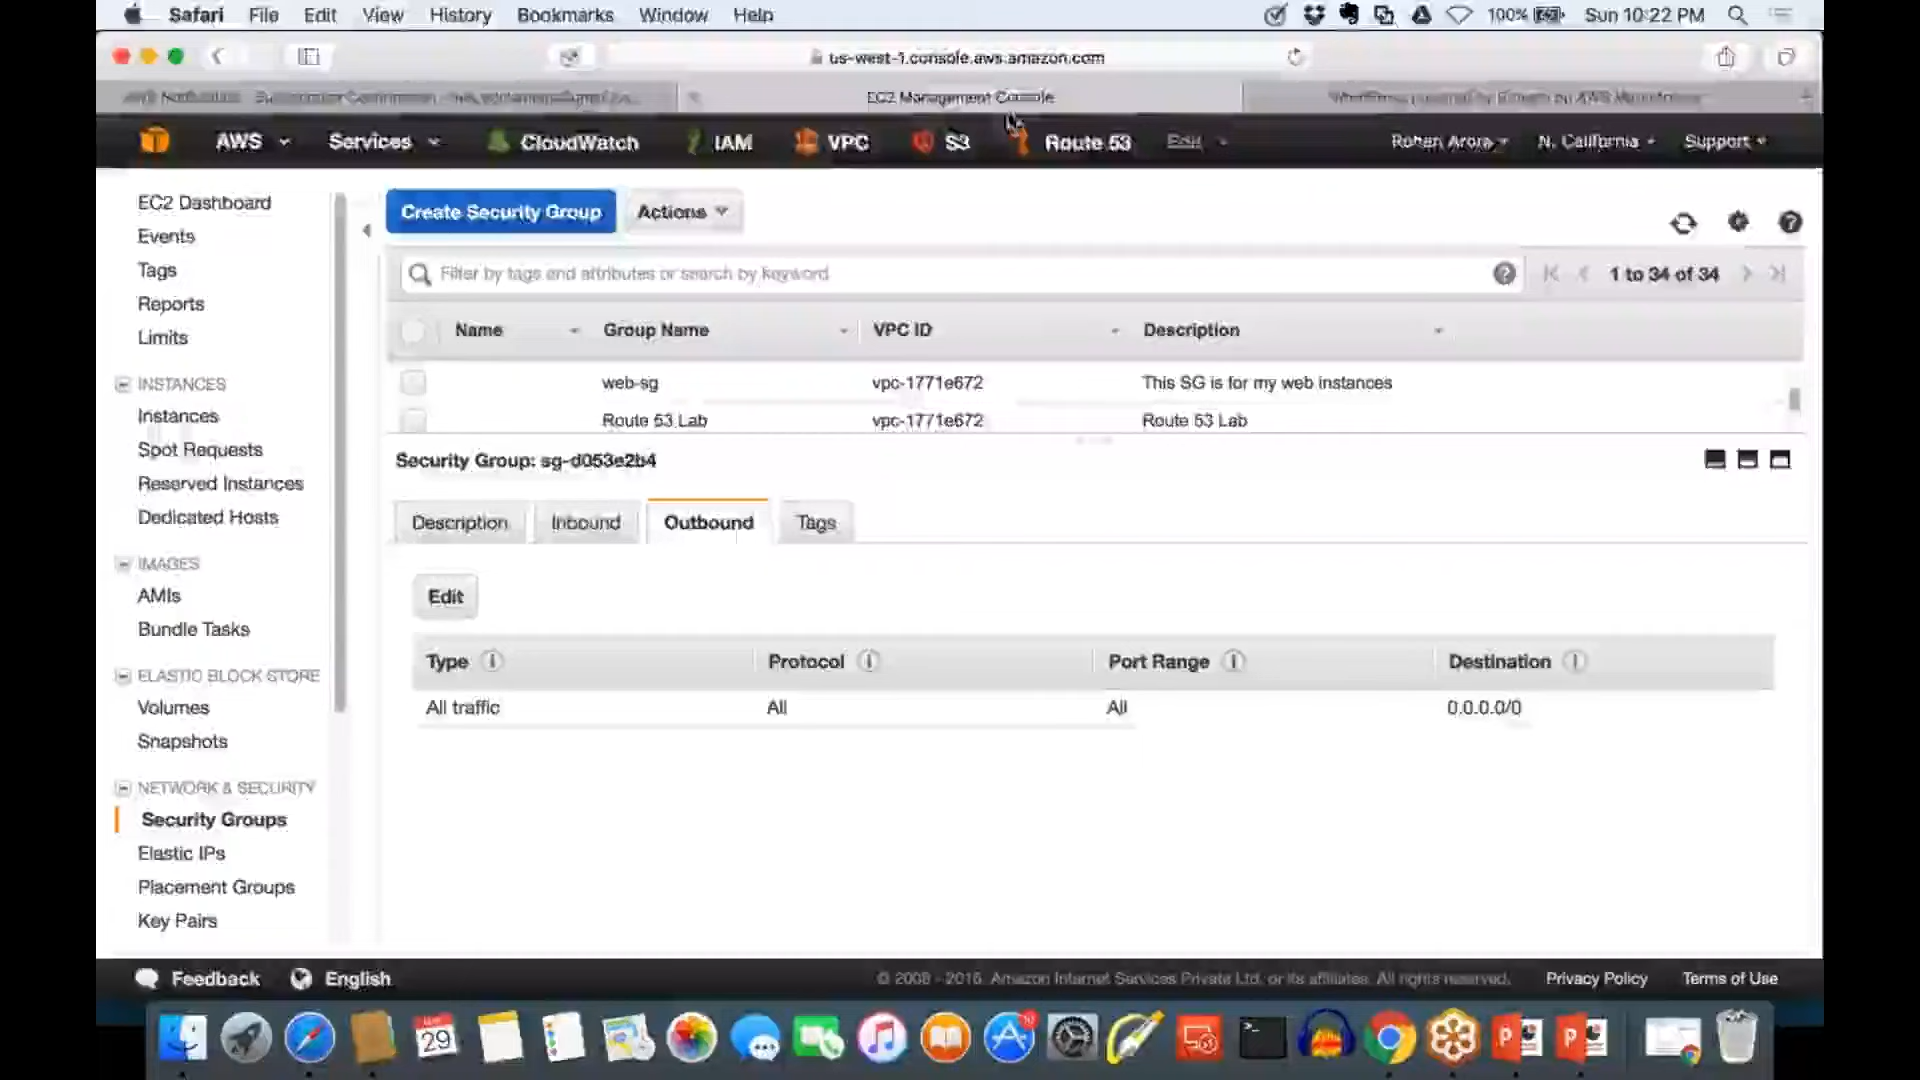 Safari File Edit View History Bookmarks Window Help 100% Sun 10:22 PM
us-west-1.console.aws.amazon.com
EC2 Management Console
AWS Services CloudWatch IAM VPC S3 Route 53 Edit Rohan Arora N. California Support
EC2 Dashboard
Events
Tags
Reports
Limits
INSTANCES
Instances
Spot Requests
Reserved Instances
Dedicated Hosts
IMAGES
AMIs
Bundle Tasks
ELASTIC BLOCK STORE
Volumes
Snapshots
NETWORK & SECURITY
Security Groups
Elastic IPs
Placement Groups
Key Pairs
Create Security Group Actions
Filter by tags and attributes or search by keyword 1 to 34 of 34
Name Group Name VPC ID Description
web-sg vpc-1771e672 This SG is for my web instances
Route 53 Lab vpc-1771e672 Route 53 Lab
Security Group: sg-d053e2b4
Description Inbound Outbound Tags
Edit
Type Protocol Port Range Destination
All traffic All All 0.0.0.0/0
Feedback English © 2008 - 2016, Amazon Internet Services Private Ltd. or its affiliates. All rights reserved. Privacy Policy Terms of Use
29